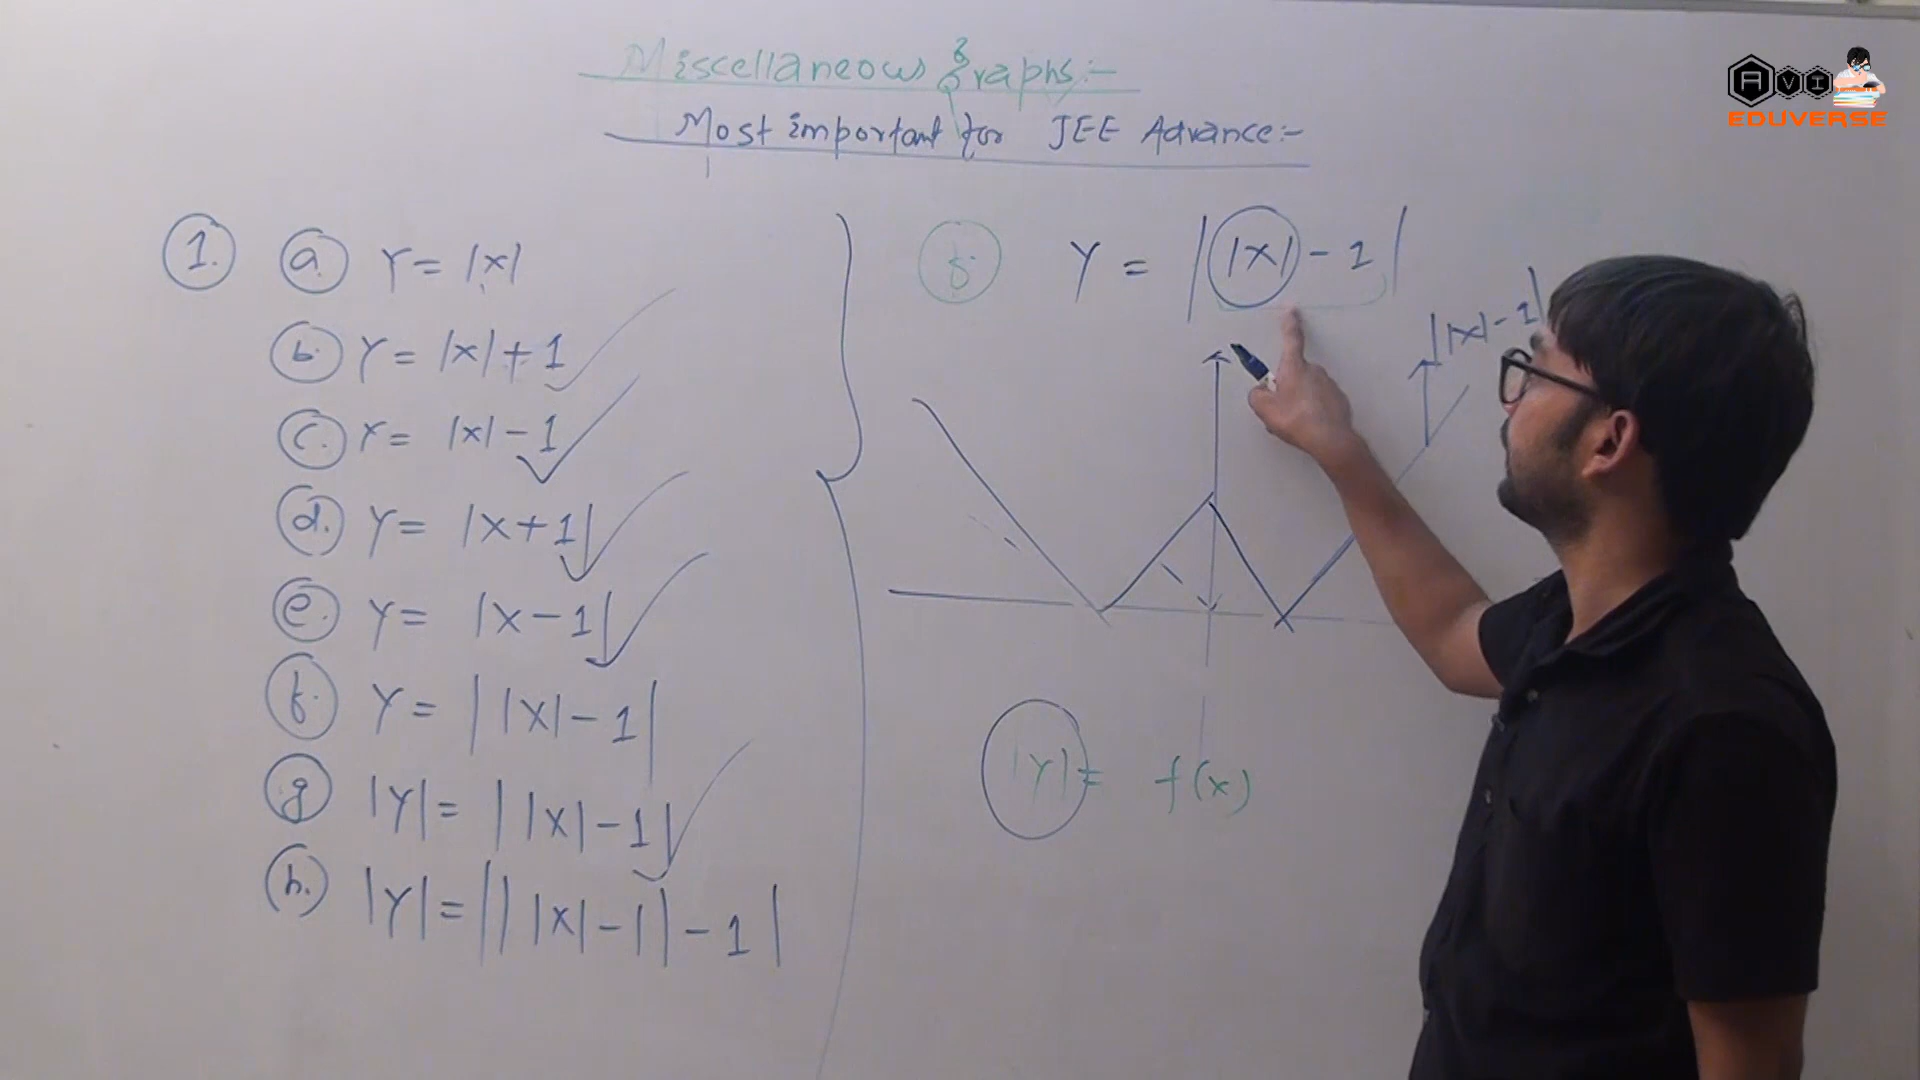 Miscellaneous Graphs:-
Most important for JEE Advance:-
1. a. Y = |x|
b. Y = |x| + 1
c. Y = |x| - 1
d. Y = |x + 1|
e. Y = |x - 1|
f. Y = ||x| - 1|
g |Y| = ||x| - 1|
h. |Y| = |||x| - 1| - 1|
f. Y = ||x| - 1|
||x| - 1|
|Y| = f(x)
AVI
EDUVERSE